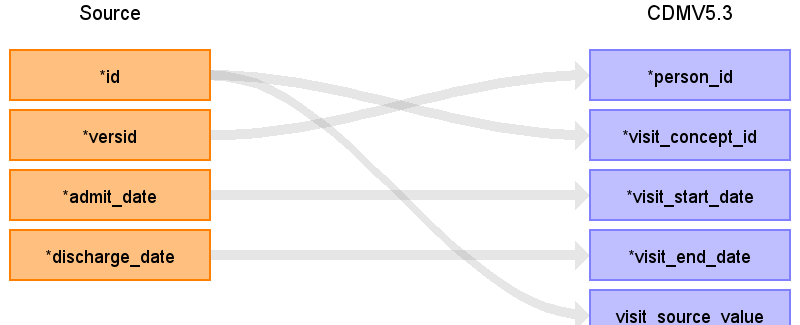 Source
CDMV5.3
*id
*person_id
*versid
*visit_concept_id
*admit_date
*visit_start_date
*discharge_date
*visit_end_date
visit_source_value